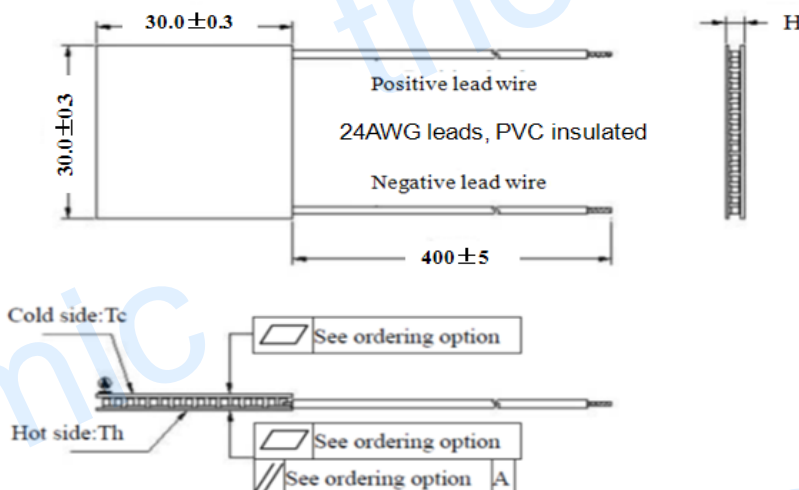 30.0±0.3
H
30.0±0.3
Positive lead wire
24AWG leads, PVC insulated
Negative lead wire
400±5
Cold side:Tc
See ordering option
Hot side:Th
See ordering option
See ordering option A